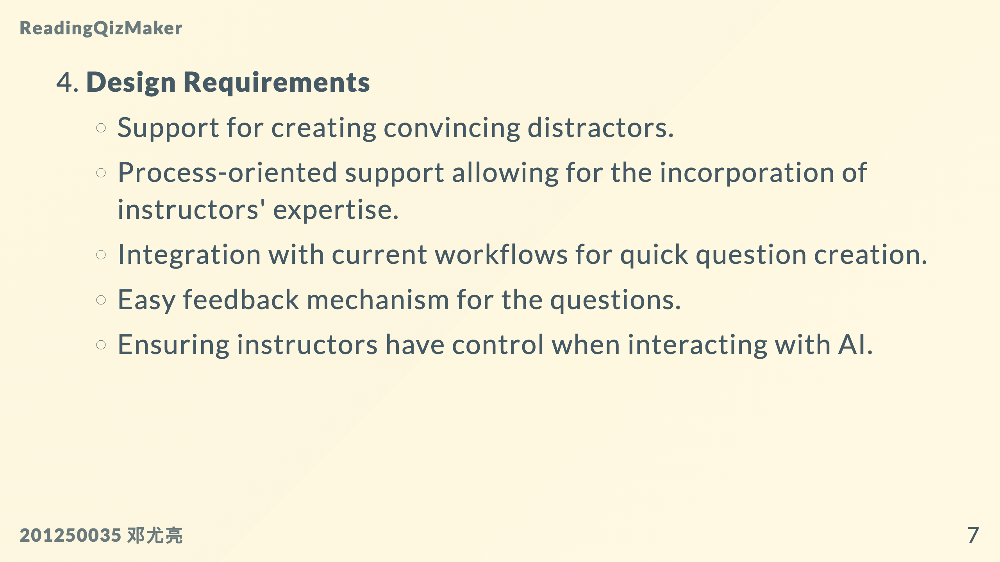 ReadingQizMaker
4. Design Requirements
○ Support for creating convincing distractors.
○ Process-oriented support allowing for the incorporation of
instructors' expertise.
○ Integration with current workflows for quick question creation.
○ Easy feedback mechanism for the questions.
○ Ensuring instructors have control when interacting with AI.
201250035 邓尤亮
7